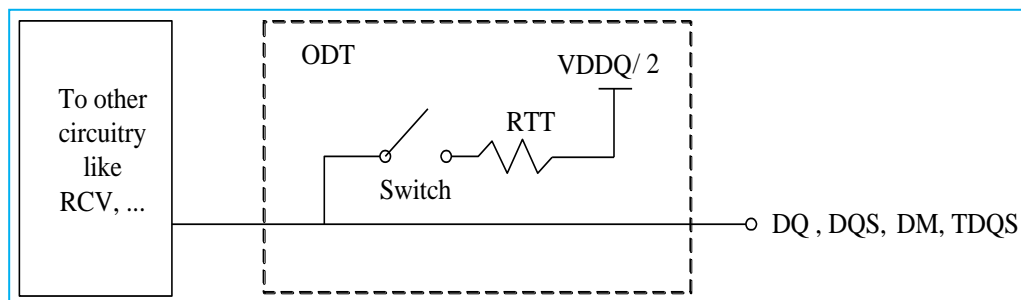 ODT
VDDQ/ 2
To other
circuitry
like
RCV, ...
RTT
Switch
DQ , DQS, DM, TDQS